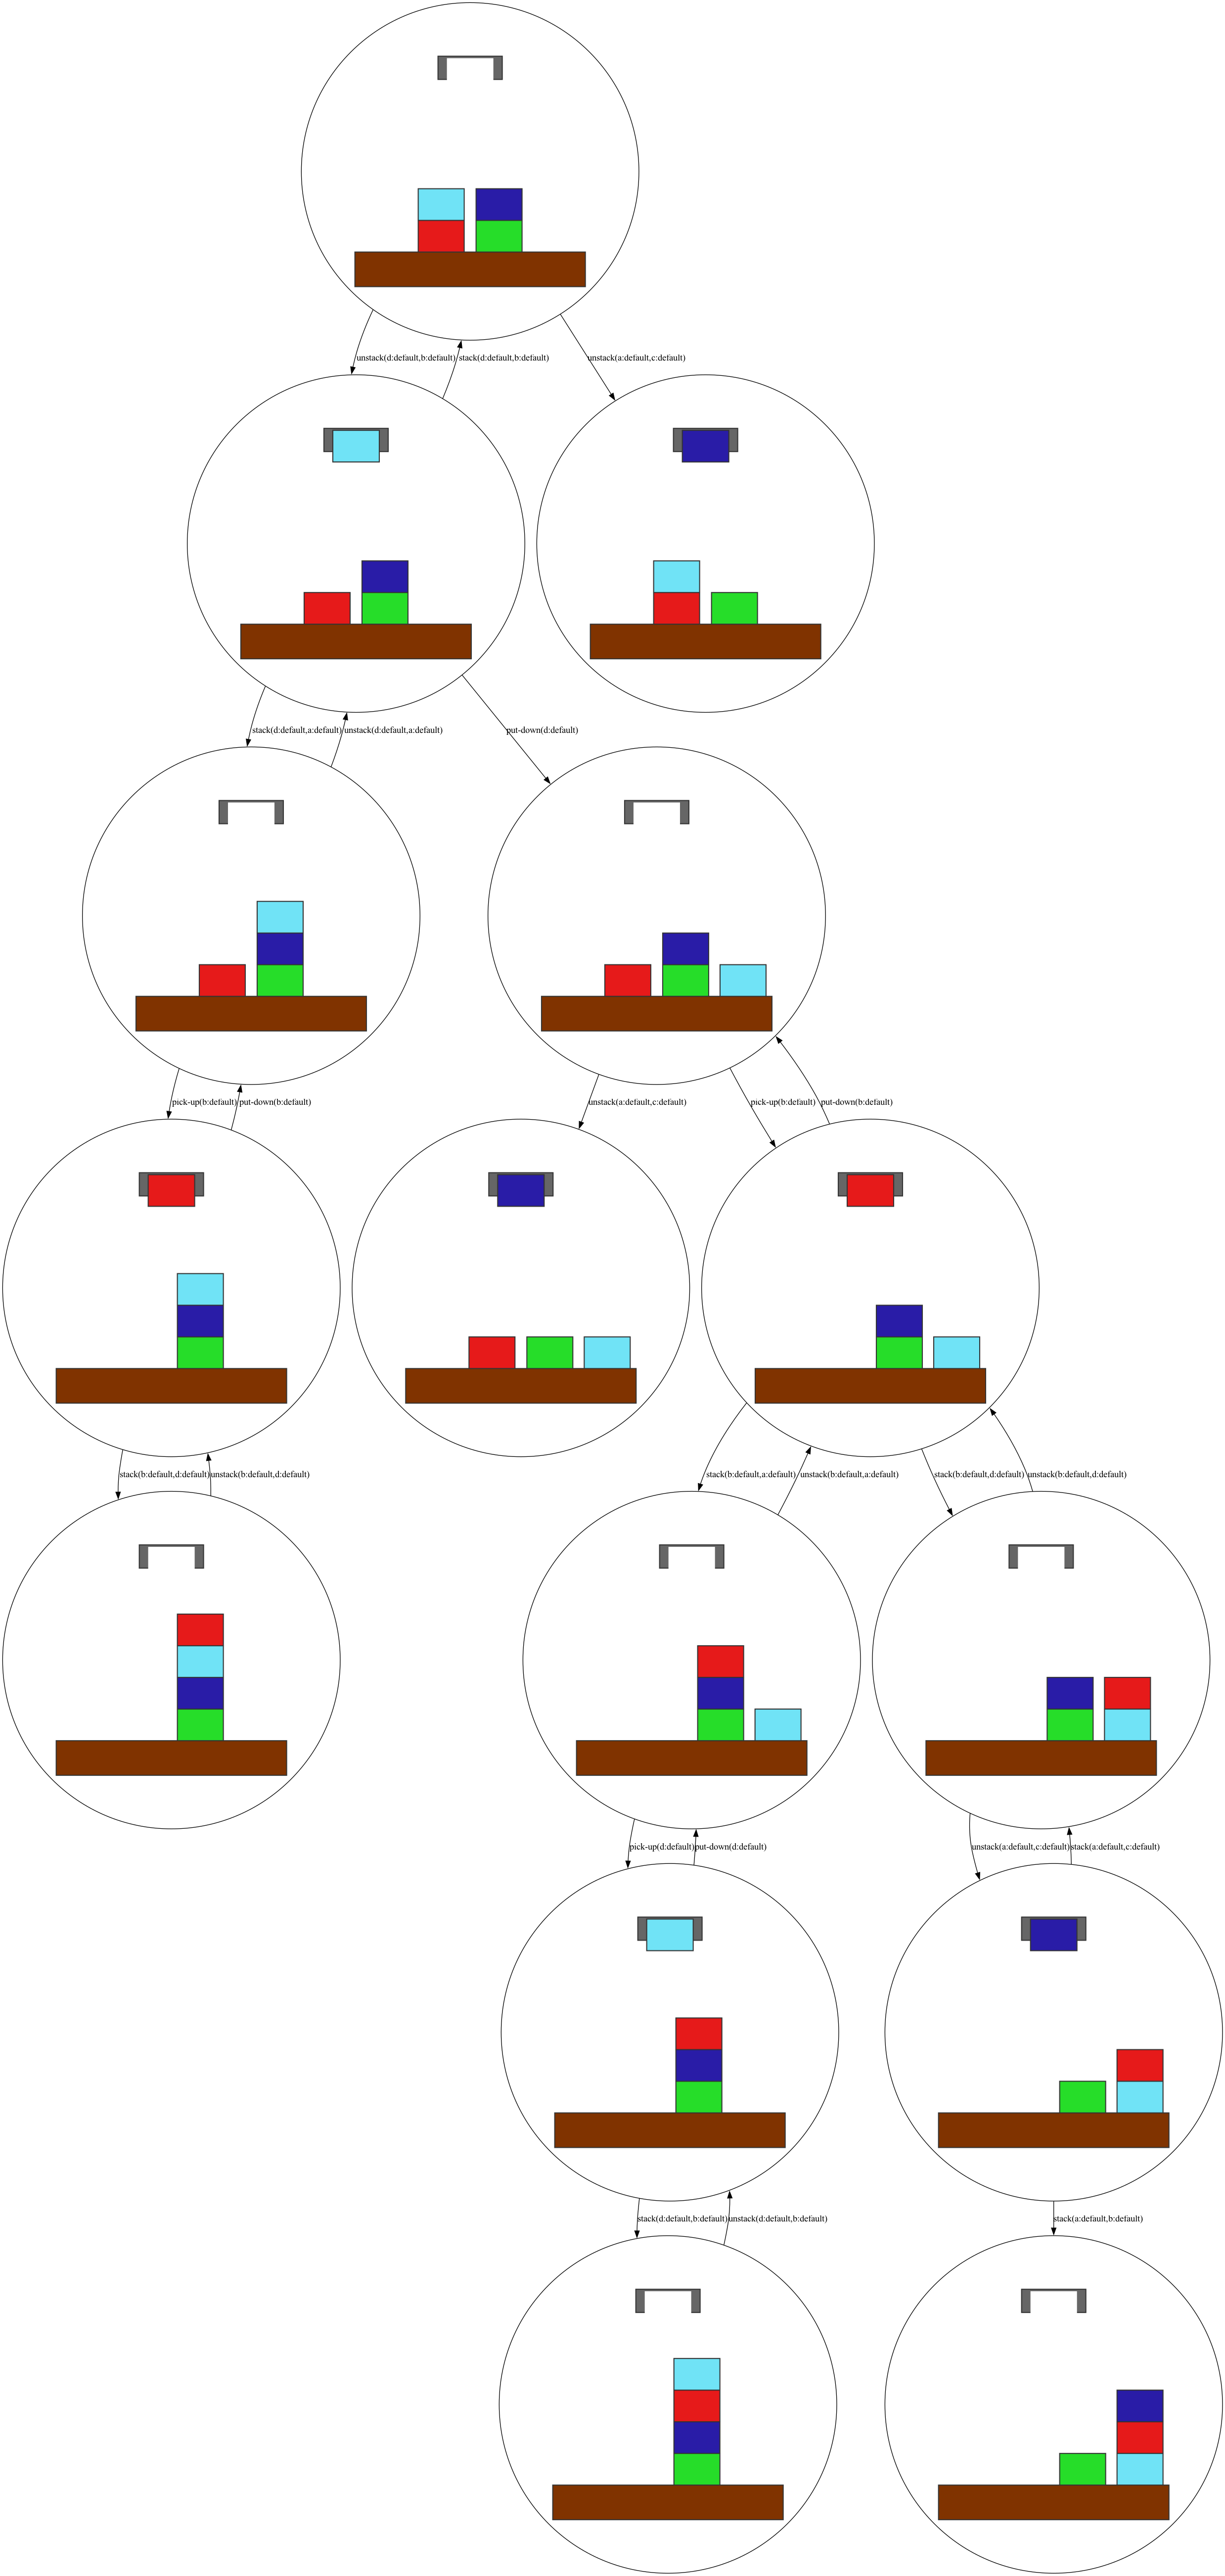 unstack(d:default,b:default)
stack(d:default,b:default)
unstack(a:default,c:default)
stack(d:default,a:default)
unstack(d:default,a:default)
put-down(d:default)
pick-up(b:default)
put-down(b:default)
unstack(a:default,c:default)
pick-up(b:default)
put-down(b:default)
stack(b:default,d:default)
unstack(b:default,d:default)
stack(b:default,a:default)
unstack(b:default,a:default)
stack(b:default,d:default)
unstack(b:default,d:default)
pick-up(d:default)
put-down(d:default)
unstack(a:default,c:default)
stack(a:default,c:default)
stack(d:default,b:default)
unstack(d:default,b:default)
stack(a:default,b:default)